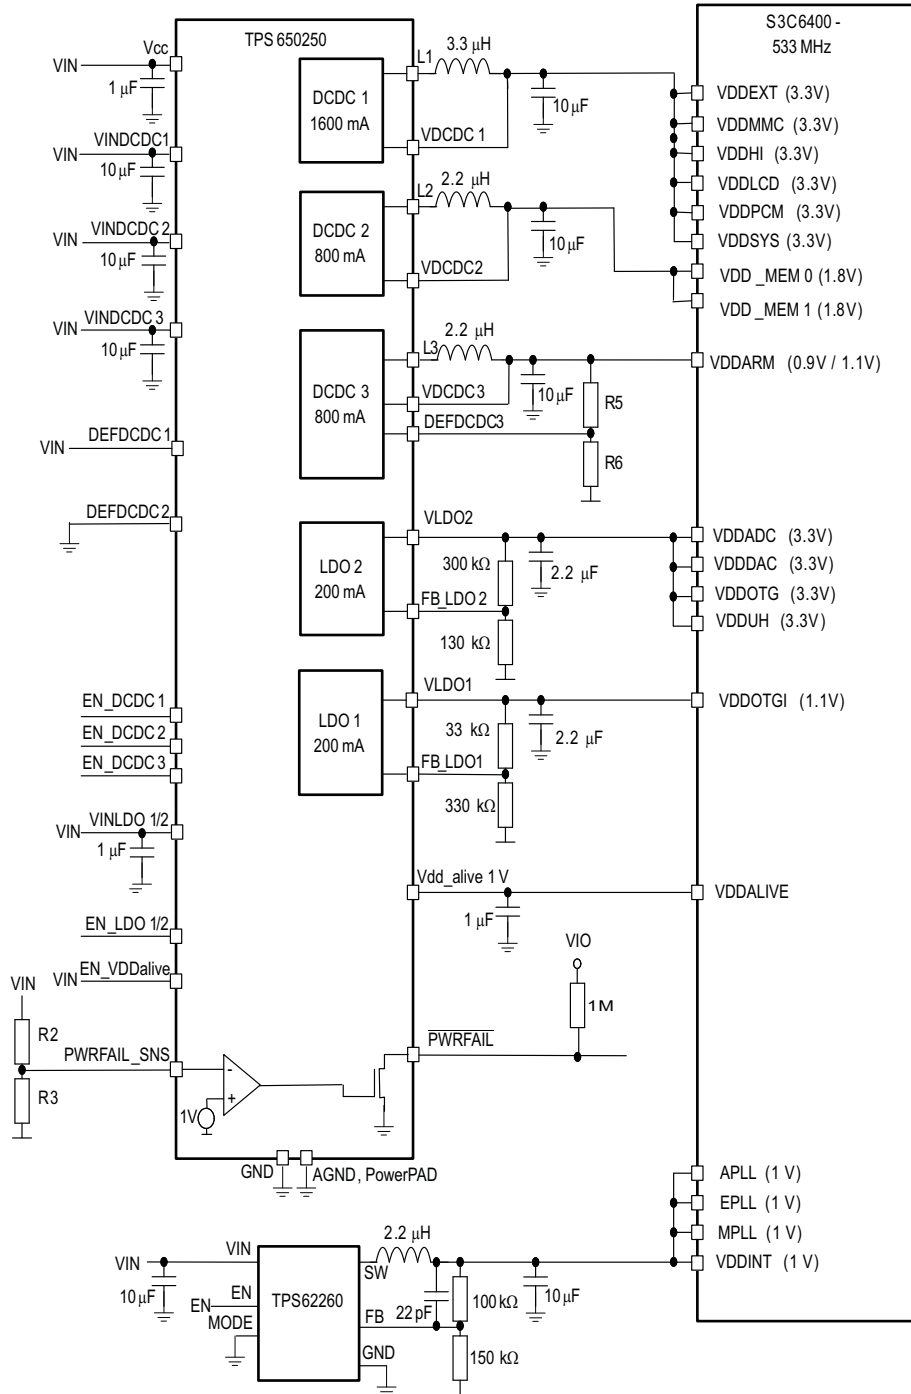 S3C6400 -
533 MHz
TPS 650250
VIN
Vcc
1 µF
VIN
VINDCDC1
10 µF
VIN
VINDCDC 2
10 µF
VIN
VINDCDC 3
10 µF
VIN
DEFDCDC 1
DEFDCDC 2
EN_DCDC 1
EN_DCDC 2
EN_DCDC 3
VIN
VINLDO 1/2
1 µF
EN_LDO 1/2
VIN
EN_VDDalive
VIN
R2
PWRFAIL_SNS
R3
-
+
1V
GND
AGND, PowerPAD
DCDC 1
1600 mA
L1
3.3 µH
VDCDC 1
10 µF
DCDC 2
800 mA
L2
2.2 µH
VDCDC2
10 µF
DCDC 3
800 mA
L3
2.2 µH
VDCDC 3
10 µF
DEFDCDC3
R5
R6
LDO 2
200 mA
VLDO2
300 kΩ
2.2 µF
FB_LDO 2
130 kΩ
LDO 1
200 mA
VLDO1
33 kΩ
2.2 µF
FB_LDO1
330 kΩ
Vdd_alive 1 V
1 µF
VIO
1M
PWRFAIL
VDDEXT (3.3V)
VDDMMC (3.3V)
VDDHI (3.3V)
VDDLCD (3.3V)
VDDPCM (3.3V)
VDDSYS (3.3V)
VDD _MEM 0 (1.8V)
VDD _MEM 1 (1.8V)
VDDARM (0.9V / 1.1V)
VDDADC (3.3V)
VDDDAC (3.3V)
VDDOTG (3.3V)
VDDUH (3.3V)
VDDOTGI (1.1V)
VDDALIVE
APLL (1 V)
EPLL (1 V)
MPLL (1 V)
VDDINT (1 V)
VIN
10 µF
VIN
EN
EN
MODE
TPS62260
SW
2.2 µH
FB
GND
22 pF
100 kΩ
10 µF
150 kΩ